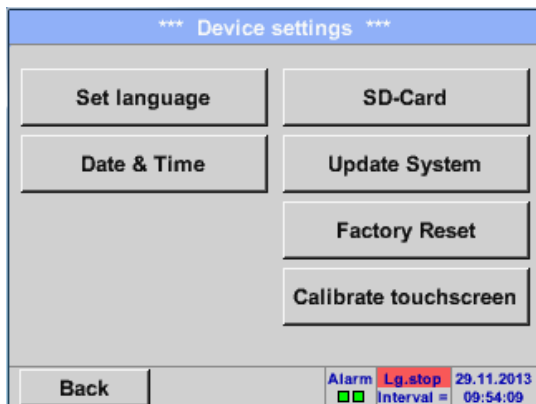 *** Device settings ***
Set language
SD-Card
Date & Time
Update System
Factory Reset
Calibrate touchscreen
Back
Alarm Lg.stop 29.11.2013
Interval = 09:54:09